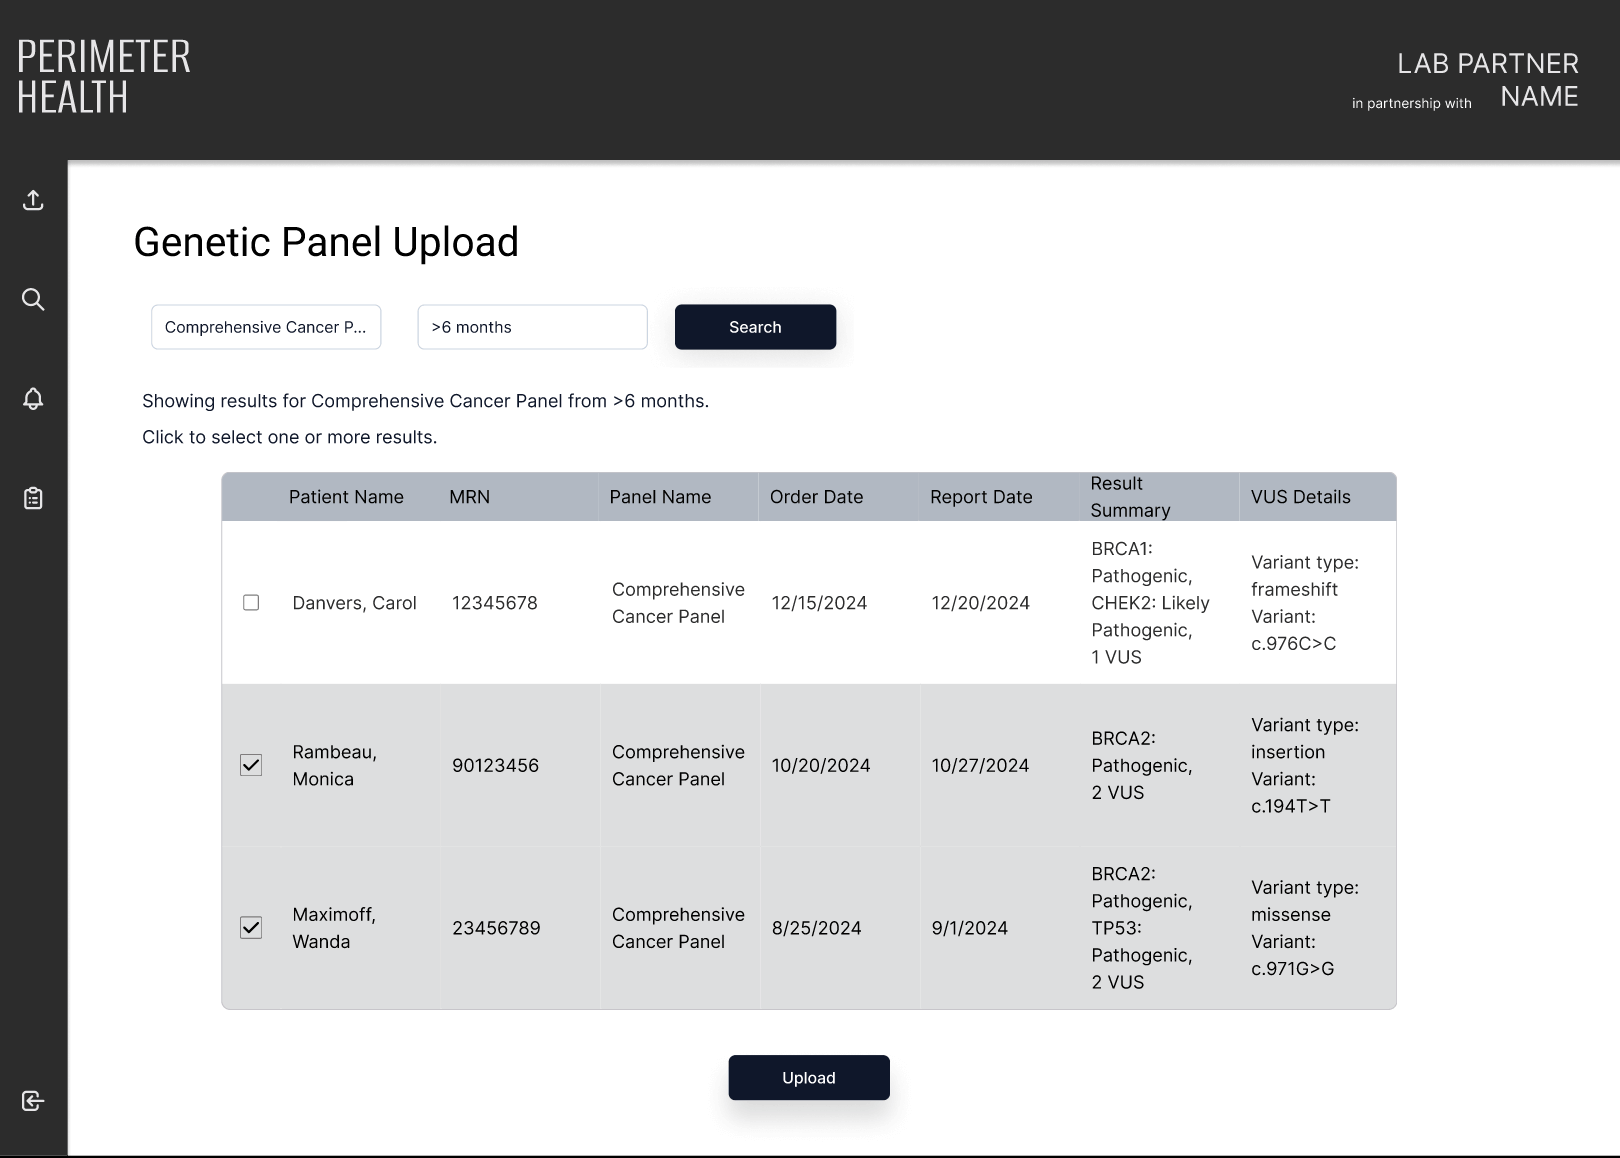 PERIMETER
HEALTH
LAB PARTNER
in partnership with NAME
Genetic Panel Upload
Comprehensive Cancer P...
>6 months
Search
Showing results for Comprehensive Cancer Panel from >6 months.
Click to select one or more results.
Patient Name
MRN
Panel Name
Order Date
Report Date
Result
Summary
VUS Details
Danvers, Carol
12345678
Comprehensive
Cancer Panel
12/15/2024
12/20/2024
BRCA1:
Pathogenic,
CHEK2: Likely
Pathogenic,
1 VUS
Variant type:
frameshift
Variant:
c.976C>C
Rambeau,
Monica
90123456
Comprehensive
Cancer Panel
10/20/2024
10/27/2024
BRCA2:
Pathogenic,
2 VUS
Variant type:
insertion
Variant:
c.194T>T
Maximoff,
Wanda
23456789
Comprehensive
Cancer Panel
8/25/2024
9/1/2024
BRCA2:
Pathogenic,
TP53:
Pathogenic,
2 VUS
Variant type:
missense
Variant:
c.971G>G
Upload